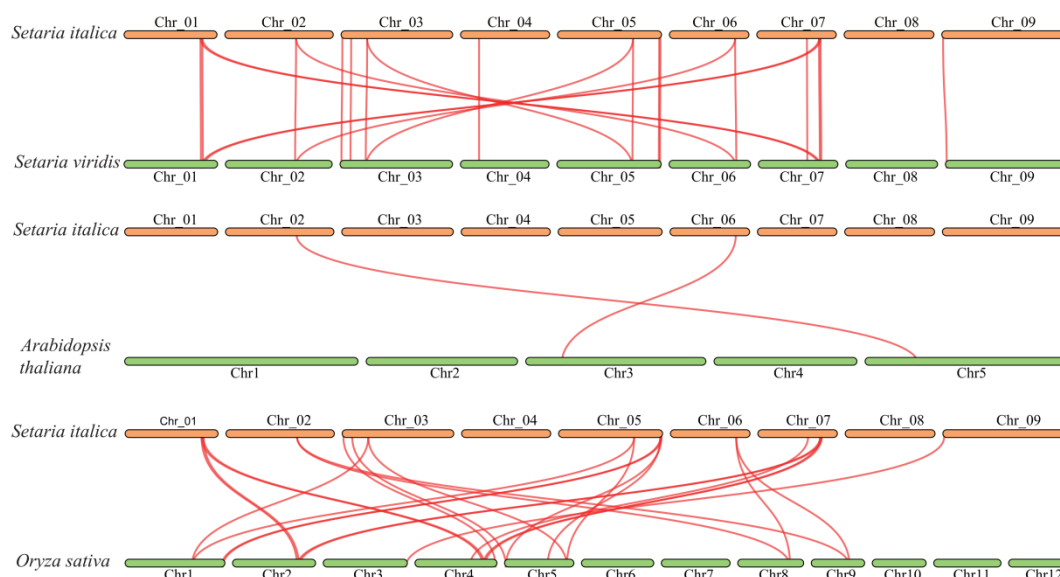 Chr_01 Chr_02 Chr_03 Chr_04 Chr_05 Chr_06 Chr_07 Chr_08 Chr_09
Setaria italica
Setaria viridis
Chr_01 Chr_02 Chr_03 Chr_04 Chr_05 Chr_06 Chr_07 Chr_08 Chr_09
Chr_01 Chr_02 Chr_03 Chr_04 Chr_05 Chr_06 Chr_07 Chr_08 Chr_09
Setaria italica
Arabidopsis
thaliana
Chr1 Chr2 Chr3 Chr4 Chr5
Chr_01 Chr_02 Chr_03 Chr_04 Chr_05 Chr_06 Chr_07 Chr_08 Chr_09
Setaria italica
Oryza sativa
Chr1 Chr2 Chr3 Chr4 Chr5 Chr6 Chr7 Chr8 Chr9 Chr10 Chr11 Chr12